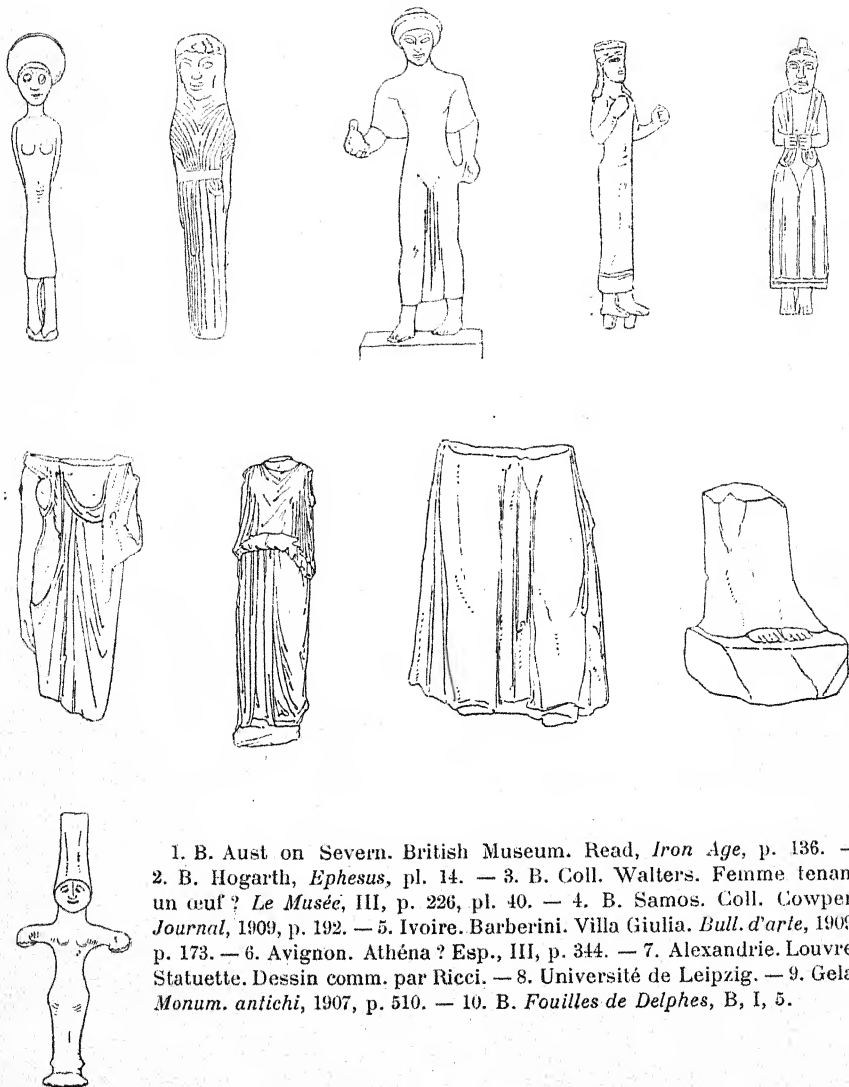 1. B. Aust on Severn. British Museum. Read, Iron Age, p. 136. —
2. B. Hogarth, Ephesus, pl. 14. — 3. B. Coll. Walters. Femme tenan
un œuf ? Le Musée, III, p. 226, pl. 40. — 4. B. Samos. Coll. Cowper
Journal, 1909, p. 192. — 5. Ivoire. Barberini. Villa Giulia. Bull. d'arte, 1909
p. 173. — 6. Avignon. Athéna ? Esp., III, p. 344. — 7. Alexandrie. Louvre
Statuette. Dessin comm. par Ricci. — 8. Université de Leipzig. — 9. Gela
Monum. antichi, 1907, p. 510. — 10. B. Fouilles de Delphes, B, I, 5.